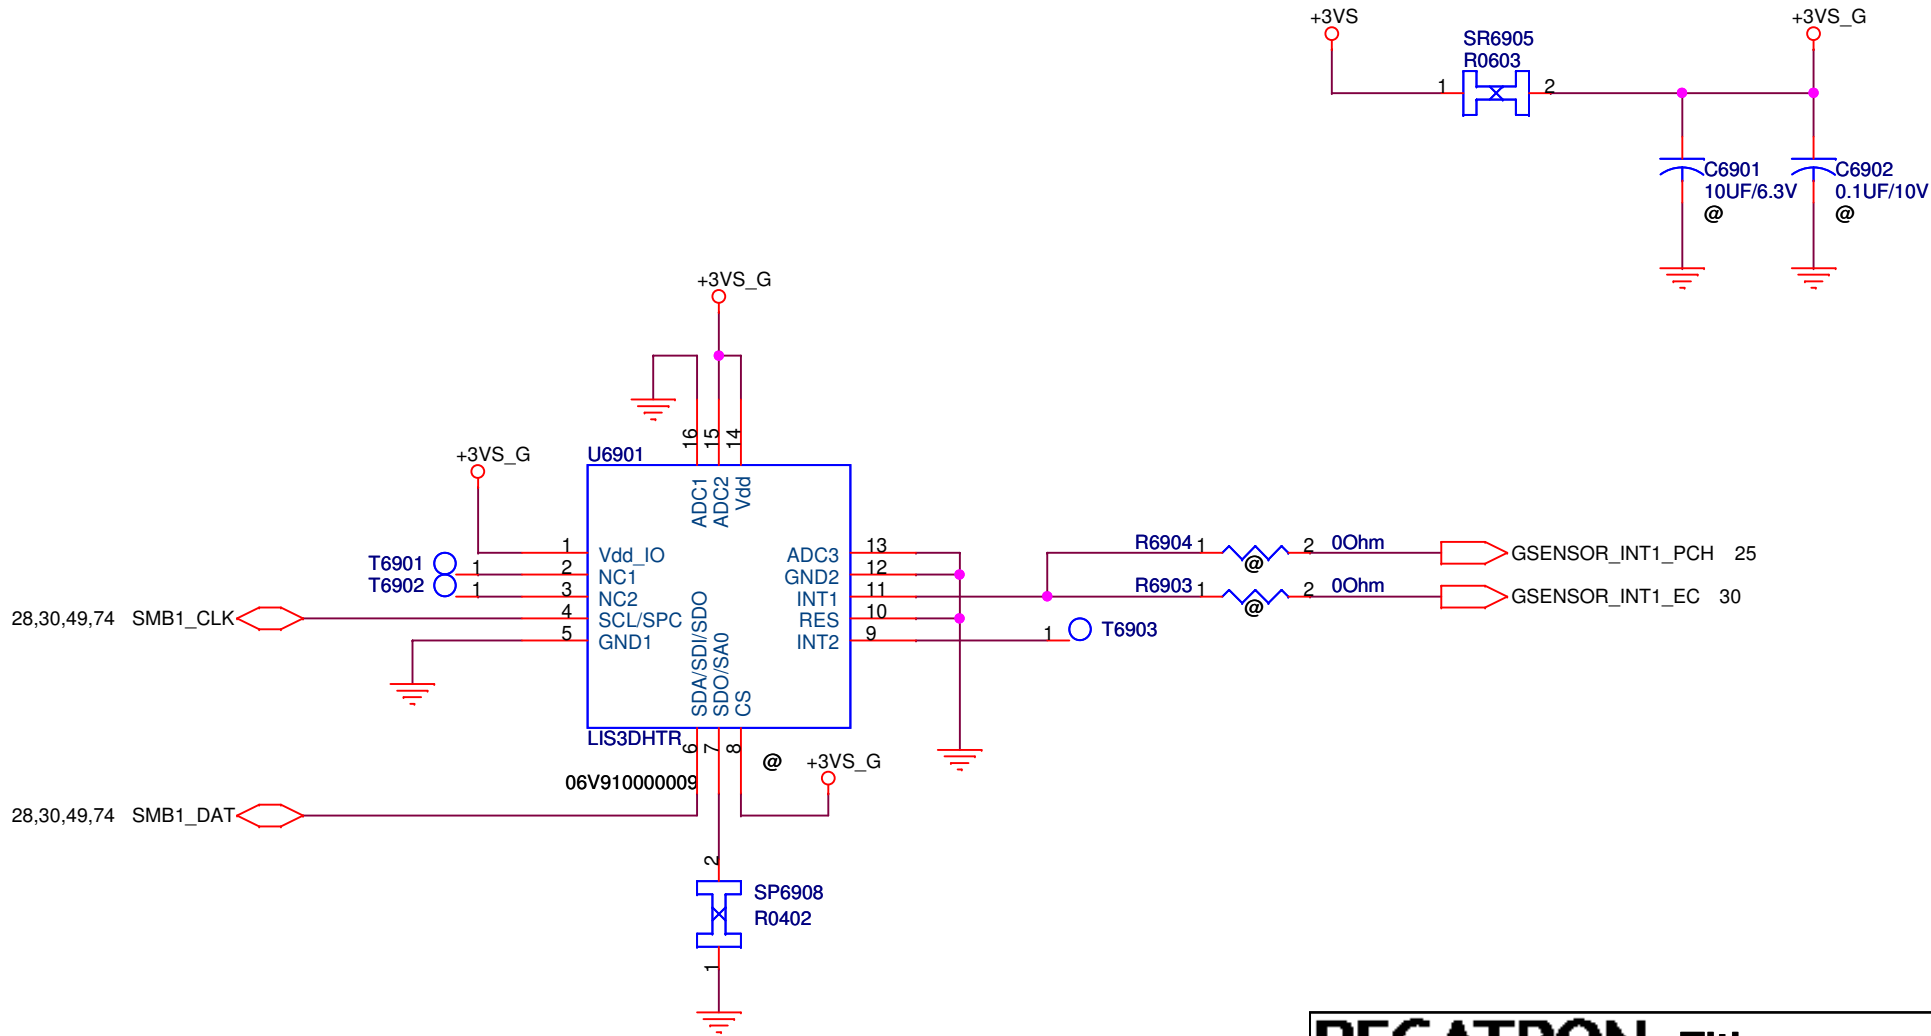 +3VS
+3VS_G
SR6905
R0603
1
2
C6901
10UF/6.3V
@
C6902
0.1UF/10V
@
+3VS_G
16
15
14
+3VS_G
U6901
ADC1
ADC2
Vdd
T6901
T6902
1
1
1
2
3
4
5
Vdd_IO
NC1
NC2
SCL/SPC
GND1
ADC3
GND2
INT1
RES
INT2
13
12
11
10
9
R6904 1
2 0Ohm
@
GSENSOR_INT1_PCH 25
R6903 1
2 0Ohm
@
GSENSOR_INT1_EC 30
1
T6903
28,30,49,74 SMB1_CLK
SDA/SDI/SDO
SDO/SA0
CS
LIS3DHTR
6
7
8
@
+3VS_G
06V910000009
28,30,49,74 SMB1_DAT
2
SP6908
R0402
1